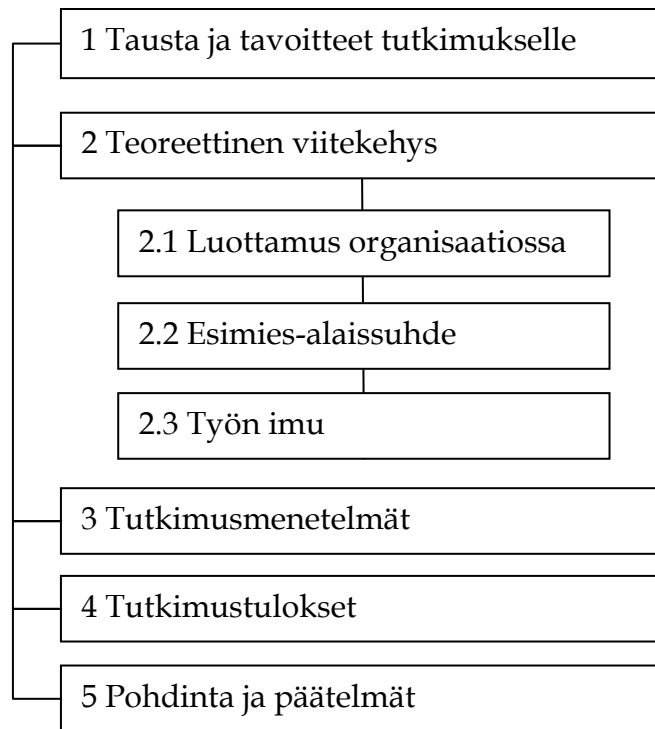 1 Tausta ja tavoitteet tutkimukselle
2 Teoreettinen viitekehys
2.1 Luottamus organisaatiossa
2.2 Esimies-alaissuhde
2.3 Työn imu
3 Tutkimusmenetelmät
4 Tutkimustulokset
5 Pohdinta ja päätelmät